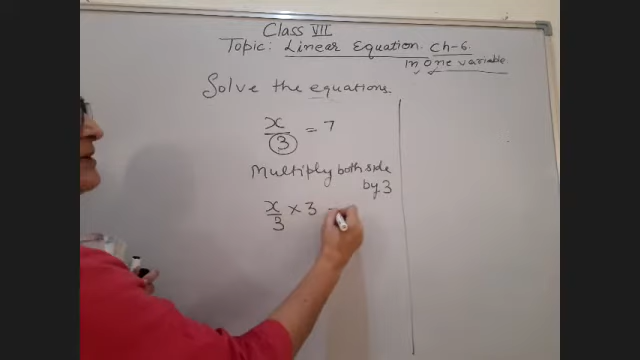 Class VII
Topic: Linear Equation. Ch-6.
in One variable
Solve the equations.
x/3 = 7
Multiply both side
by 3
x/3 × 3 =